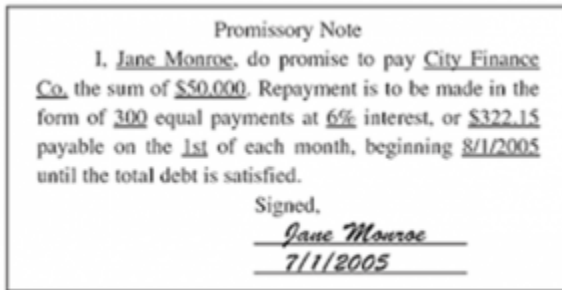 Promissory Note
I, Jane Monroe, do promise to pay City Finance
Co. the sum of $50,000. Repayment is to be made in the
form of 300 equal payments at 6% interest, or $322.15
payable on the 1st of each month, beginning 8/1/2005
until the total debt is satisfied.
Signed,
Jane Monroe
7/1/2005